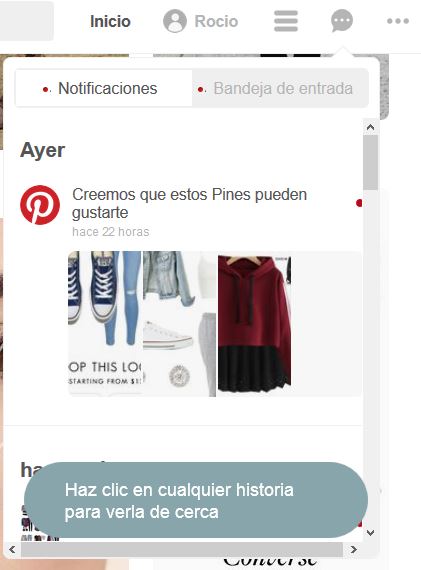 Inicio
Rocio
Notificaciones
Bandeja de entrada
Ayer
Creemos que estos Pines pueden
gustarte
hace 22 horas
OP THIS LOO
STARTING FROM $1
ha
Haz clic en cualquier historia
para verla de cerca
Converse